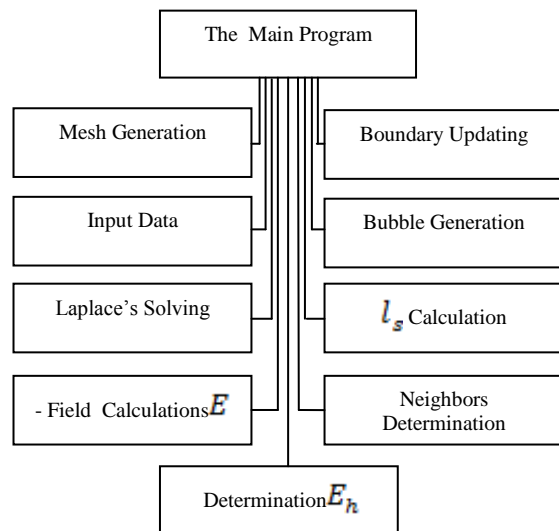 The Main Program
Mesh Generation
Boundary Updating
Input Data
Bubble Generation
Laplace’s Solving
l_s Calculation
- Field Calculations E
Neighbors
Determination
Determination E_h